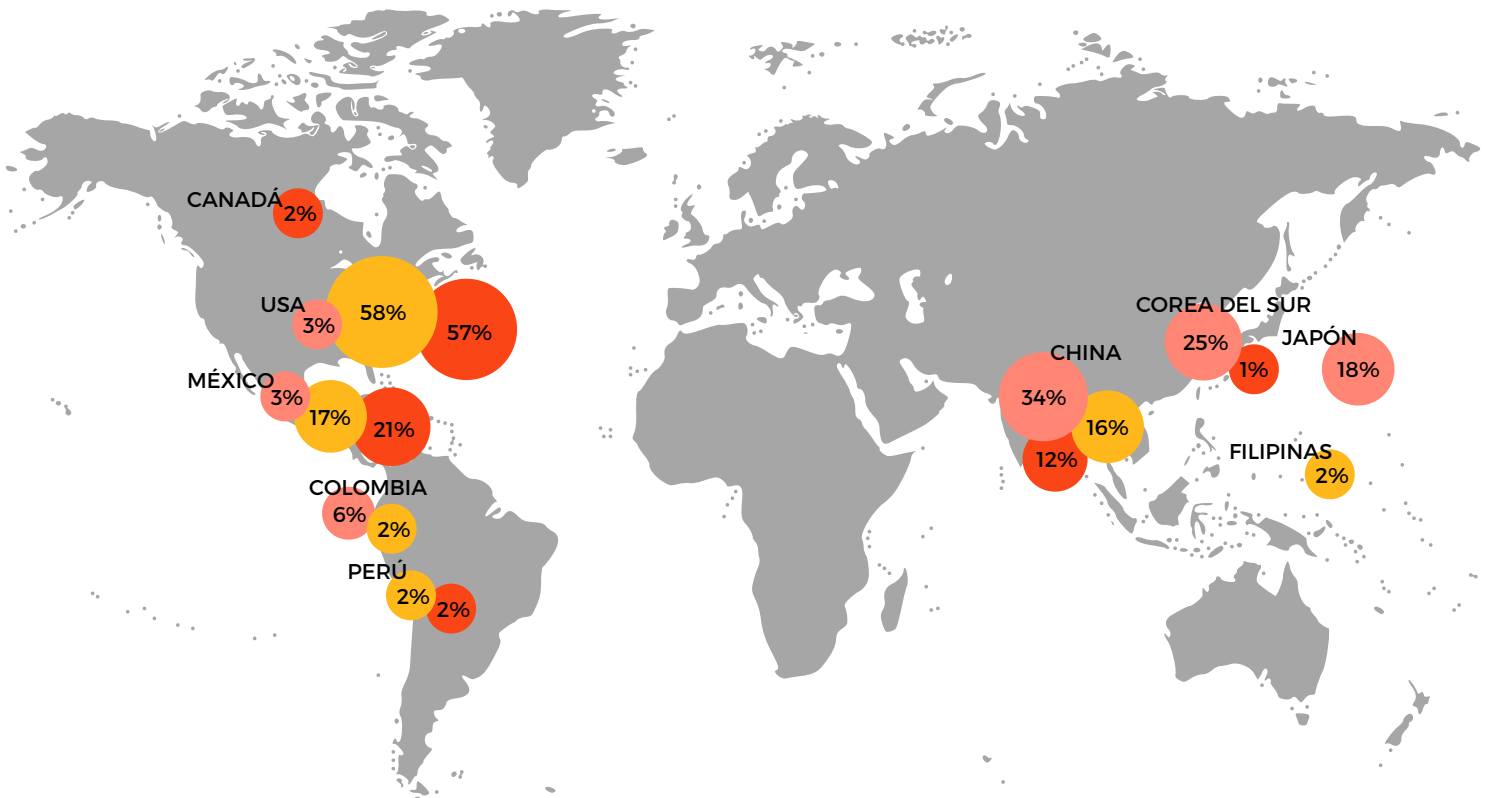 CANADÁ
2%
USA
3%
58%
57%
MÉXICO
3%
17%
21%
COLOMBIA
6%
2%
PERÚ
2%
2%
COREA DEL SUR
25%
1%
JAPÓN
18%
CHINA
34%
16%
12%
FILIPINAS
2%